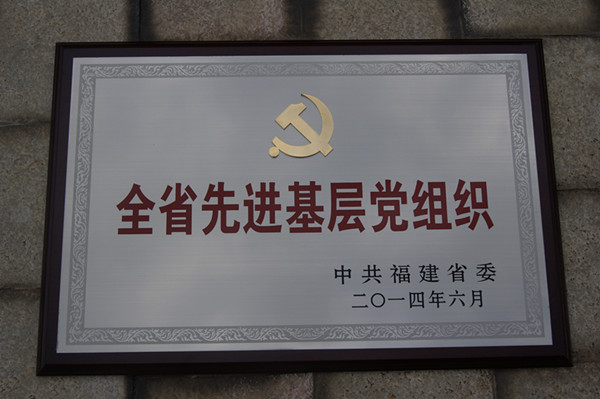 全省先进基层党组织
中共福建省委
二〇一四年六月